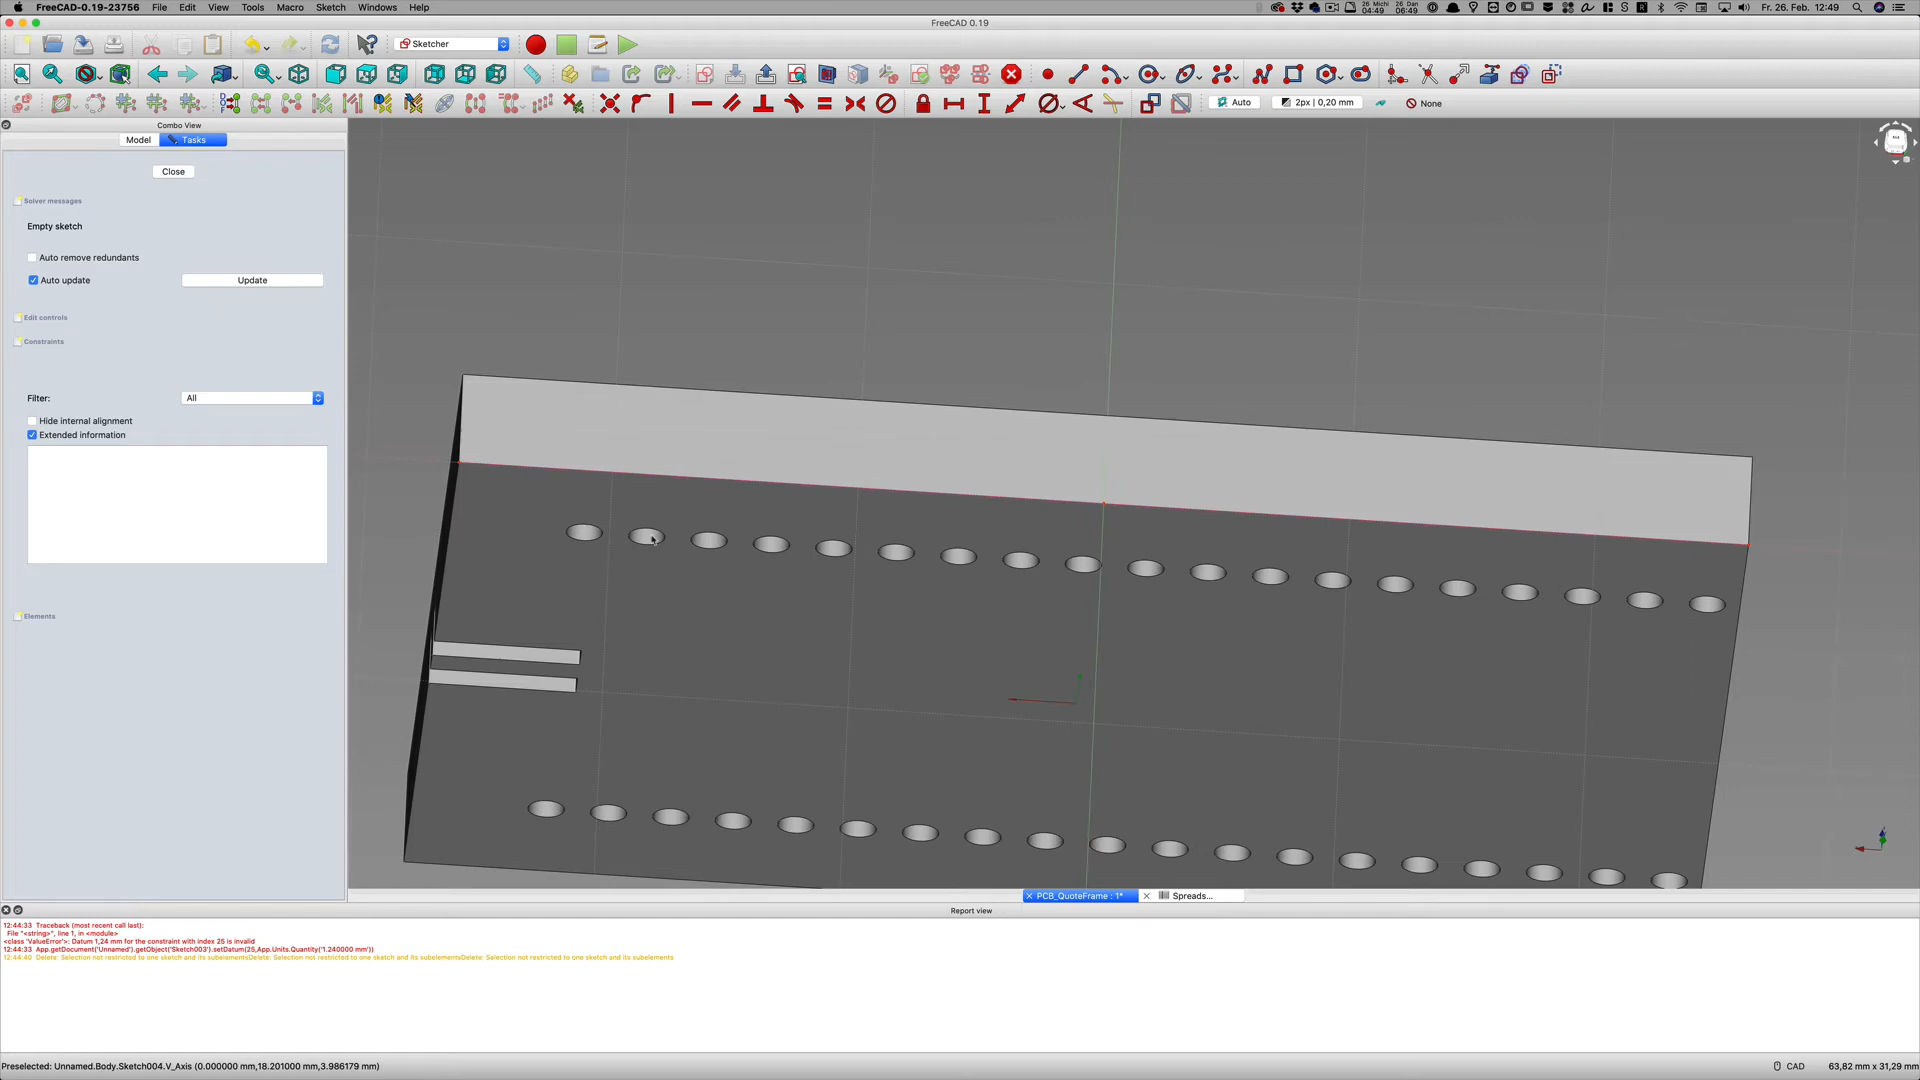 FreeCAD-0.19-23756 File Edit View Tools Macro Sketch Windows Help
26 Michi 04:49 26 Dan 06:49 Fr. 26. Feb. 12:49
FreeCAD 0.19
Sketcher
Auto 2px | 0,20 mm None
Combo View
Model Tasks
Close
Solver messages
Empty sketch
Auto remove redundants
Auto update Update
Edit controls
Constraints
Filter: All
Hide internal alignment
Extended information
Elements
PCB_QuoteFrame : 1* Spreads...
Report view
12:44:33 Traceback (most recent call last):
File "<string>", line 1, in <module>
<class 'ValueError'>: Datum 1,24 mm for the constraint with index 25 is invalid
12:44:33 App.getDocument('Unnamed').getObject('Sketch003').setDatum(25,App.Units.Quantity('1.240000 mm'))
12:44:40 Delete: Selection not restricted to one sketch and its subelementsDelete: Selection not restricted to one sketch and its subelementsDelete: Selection not restricted to one sketch and its subelements
Preselected: Unnamed.Body.Sketch004.V_Axis (0.000000 mm,18.201000 mm,3.986179 mm) CAD 63,82 mm x 31,29 mm